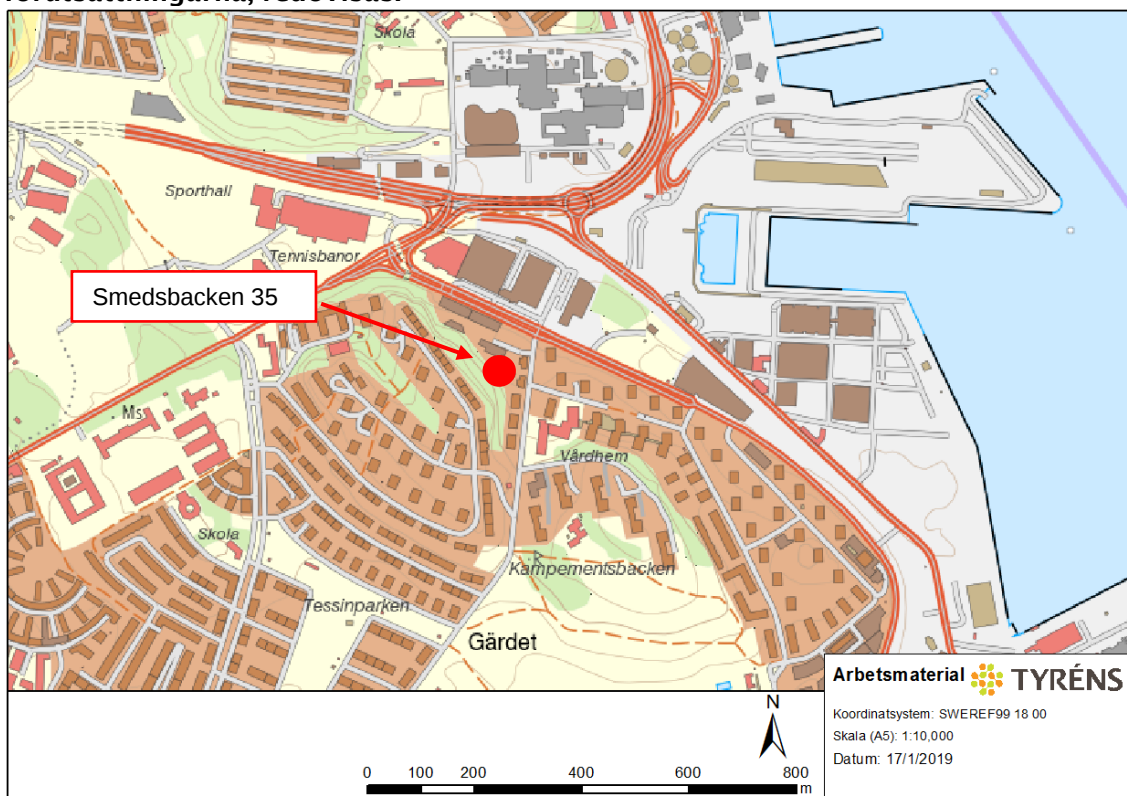 Skola
Sporthall
Tennisbanor
Smedsbacken 35
Ms
Vårdhem
Skola
Kampementsbacken
Tessinparken
Gärdet
Arbetsmaterial TYRÉNS
Koordinatsystem: SWEREF99 18 00
Skala (A5): 1:10,000
Datum: 17/1/2019
N
0 100 200 400 600 800
m